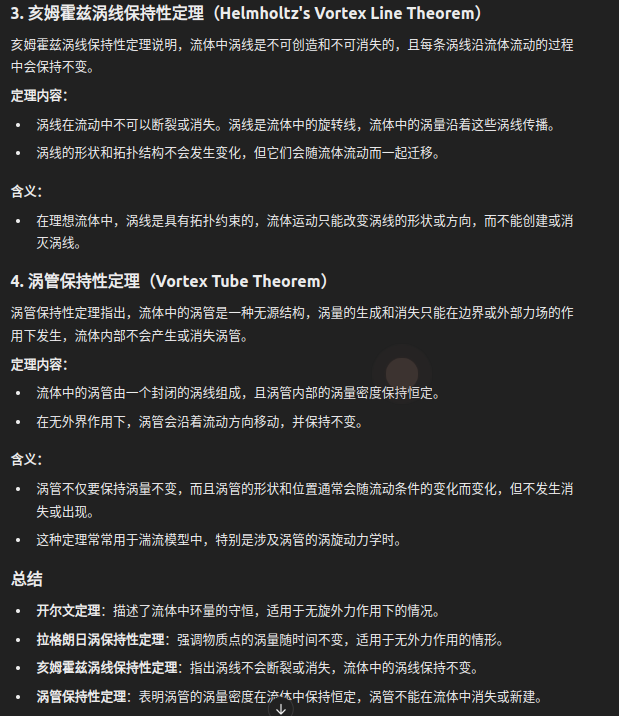 3. 亥姆霍兹涡线保持性定理（Helmholtz's Vortex Line Theorem）
亥姆霍兹涡线保持性定理说明，流体中涡线是不可创造和不可消失的，且每条涡线沿流体流动的过程
中会保持不变。
定理内容：
• 涡线在流动中不可以断裂或消失。涡线是流体中的旋转线，流体中的涡量沿着这些涡线传播。
• 涡线的形状和拓扑结构不会发生变化，但它们会随流体流动而一起迁移。
含义：
• 在理想流体中，涡线是具有拓扑约束的，流体运动只能改变涡线的形状或方向，而不能创建或消
灭涡线。
4. 涡管保持性定理（Vortex Tube Theorem）
涡管保持性定理指出，流体中的涡管是一种无源结构，涡量的生成和消失只能在边界或外部力场的作
用下发生，流体内部不会产生或消失涡管。
定理内容：
• 流体中的涡管由一个封闭的涡线组成，且涡管内部的涡量密度保持恒定。
• 在无外界作用下，涡管会沿着流动方向移动，并保持不变。
含义：
• 涡管不仅要保持涡量不变，而且涡管的形状和位置通常会随流动条件的变化而变化，但不发生消
失或出现。
• 这种定理常常用于湍流模型中，特别是涉及涡管的涡旋动力学时。
总结
• 开尔文定理：描述了流体中环量的守恒，适用于无旋外力作用下的情况。
• 拉格朗日涡保持性定理：强调物质点的涡量随时间不变，适用于无外力作用的情形。
• 亥姆霍兹涡线保持性定理：指出涡线不会断裂或消失，流体中的涡线保持不变。
• 涡管保持性定理：表明涡管的涡量密度在流体中保持恒定，涡管不能在流体中消失或新建。